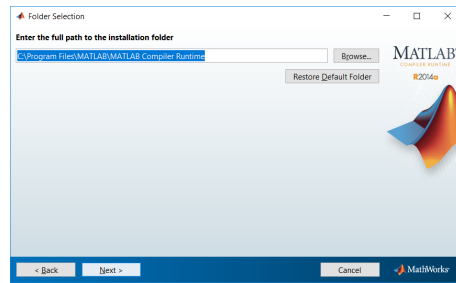 Folder Selection
Enter the full path to the installation folder
C:\Program Files\MATLAB\MATLAB Compiler Runtime
Browse...
MATLAB®
COMPILER RUNTIME
Restore Default Folder
R2014a
< Back
Next >
Cancel
MathWorks®